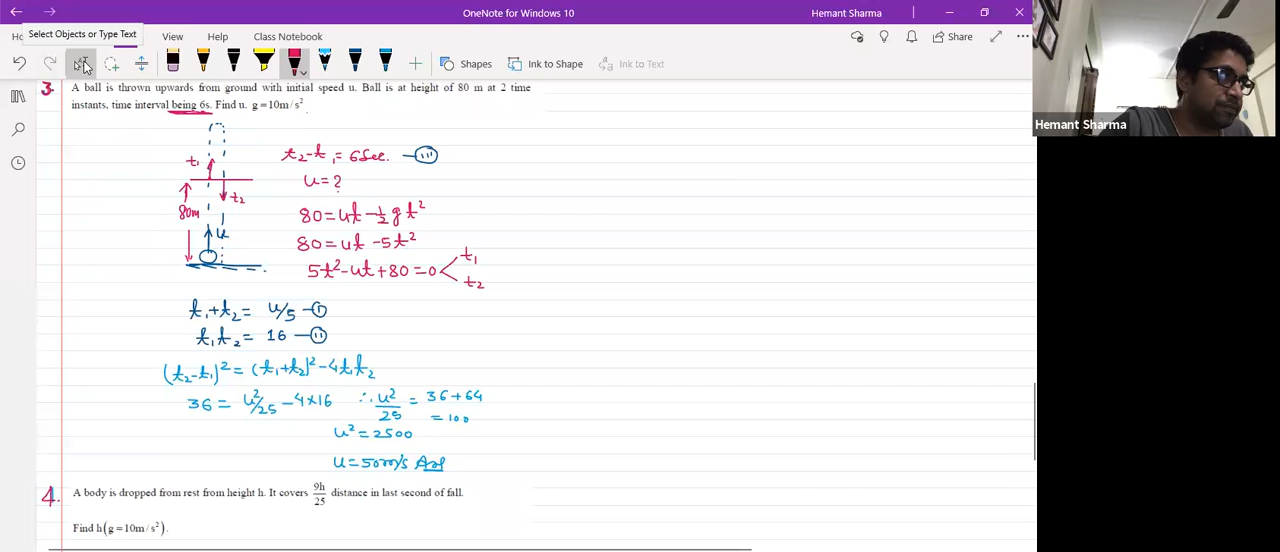 OneNote for Windows 10
Hemant Sharma
Select Objects or Type Text
View
Help
Class Notebook
Share
Shapes
Ink to Shape
Ink to Text
3. A ball is thrown upwards from ground with initial speed u. Ball is at height of 80 m at 2 time
instants, time interval being 6s. Find u. g = 10m/s²
t₂-t₁ = 6 Sec. —(iii)
t₁
u = ?
t₂
80m
80 = ut - ½ g t²
u
80 = ut - 5t²
5t² - ut + 80 = 0 < t₁
t₂
t₁+t₂ = u/5 —(i)
t₁t₂ = 16 —(ii)
(t₂-t₁)² = (t₁+t₂)² - 4t₁t₂
36 = u²/25 - 4×16 ∴ u²/25 = 36+64
= 100
u² = 2500
u = 50m/s Ans
4. A body is dropped from rest from height h. It covers 9h/25 distance in last second of fall.
Find h(g = 10m/s²).
Hemant Sharma